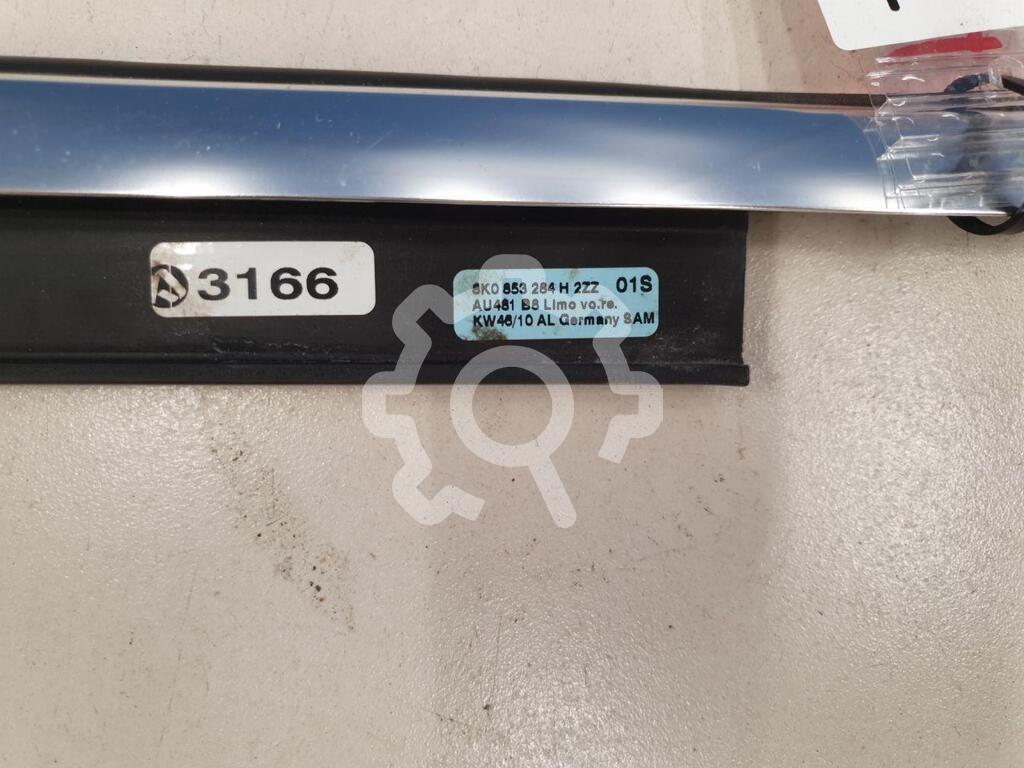 3166
8K0 853 284 H 2ZZ 01S
AU481 B8 Limo vo.re.
KW46/10 AL Germany SAM